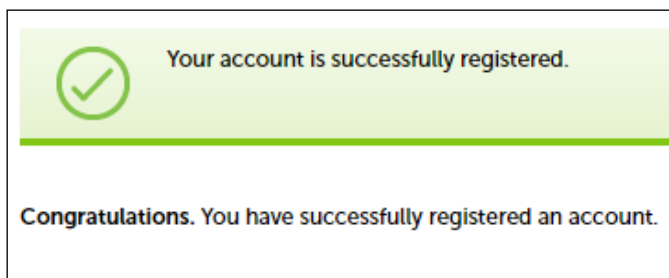 Your account is successfully registered.
Congratulations. You have successfully registered an account.